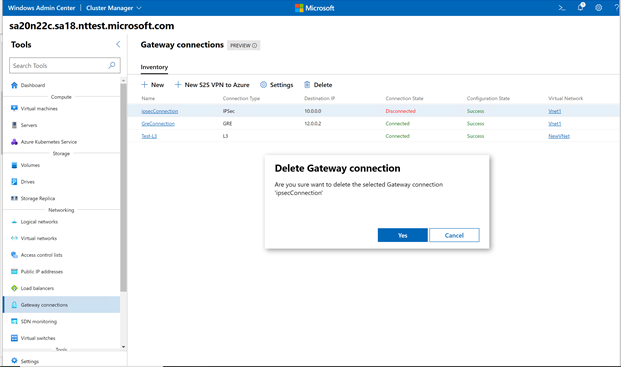 Windows Admin Center | Cluster Manager
Microsoft
sa20n22c.sa18.nttest.microsoft.com
Tools
Search Tools
Dashboard
Compute
Virtual machines
Servers
Azure Kubernetes Service
Storage
Volumes
Drives
Storage Replica
Networking
Logical networks
Virtual networks
Access control lists
Public IP addresses
Load balancers
Gateway connections
SDN monitoring
Virtual switches
Tools
Settings
Gateway connections PREVIEW
Inventory
New New S2S VPN to Azure Settings Delete
Name Connection Type Destination IP Connection State Configuration State Virtual Network
ipsecConnection IPSec 10.0.0.0 Disconnected Success Vnet1
GreConnection GRE 12.0.0.2 Connected Success Vnet1
Test-L3 L3 Connected Success NewVNet
Delete Gateway connection
Are you sure want to delete the selected Gateway connection
'ipsecConnection'
Yes Cancel